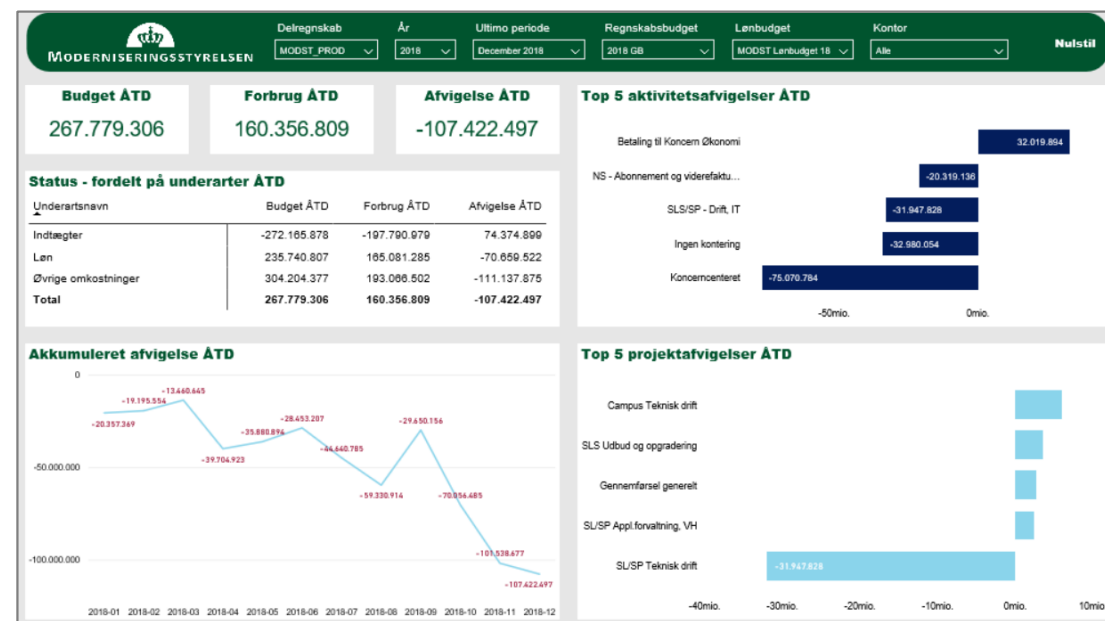 MODERNISERINGSSTYRELSEN
Delregnskab
MODST_PROD
År
2018
Ultimo periode
December 2018
Regnskabsbudget
2018 GB
Lønbudget
MODST Lønbudget 18
Kontor
Alle
Nulstil
Budget ÅTD
267.779.306
Forbrug ÅTD
160.356.809
Afvigelse ÅTD
-107.422.497
Status - fordelt på underarter ÅTD
Underartsnavn Budget ÅTD Forbrug ÅTD Afvigelse ÅTD
Indtægter -272.165.878 -197.790.979 74.374.899
Løn 235.740.807 165.081.285 -70.659.522
Øvrige omkostninger 304.204.377 193.066.502 -111.137.875
Total 267.779.306 160.356.809 -107.422.497
Top 5 aktivitetsafvigelser ÅTD
Betaling til Koncern Økonomi 32.019.894
NS - Abonnement og viderefaktu... -20.319.136
SLS/SP - Drift, IT -31.947.828
Ingen kontering -32.980.054
Koncerncenteret -75.070.784
-50mio. 0mio.
Akkumuleret afvigelse ÅTD
0
-50.000.000
-100.000.000
-20.357.369
-19.195.554
-13.460.645
-39.704.923
-35.880.894
-28.453.207
-44.640.785
-59.330.914
-29.650.156
-70.056.485
-101.538.677
-107.422.497
2018-01 2018-02 2018-03 2018-04 2018-05 2018-06 2018-07 2018-08 2018-09 2018-10 2018-11 2018-12
Top 5 projektafvigelser ÅTD
Campus Teknisk drift
SLS Udbud og opgradering
Gennemførsel generelt
SL/SP Appl.forvaltning, VH
SL/SP Teknisk drift -31.947.828
-40mio. -30mio. -20mio. -10mio. 0mio. 10mio